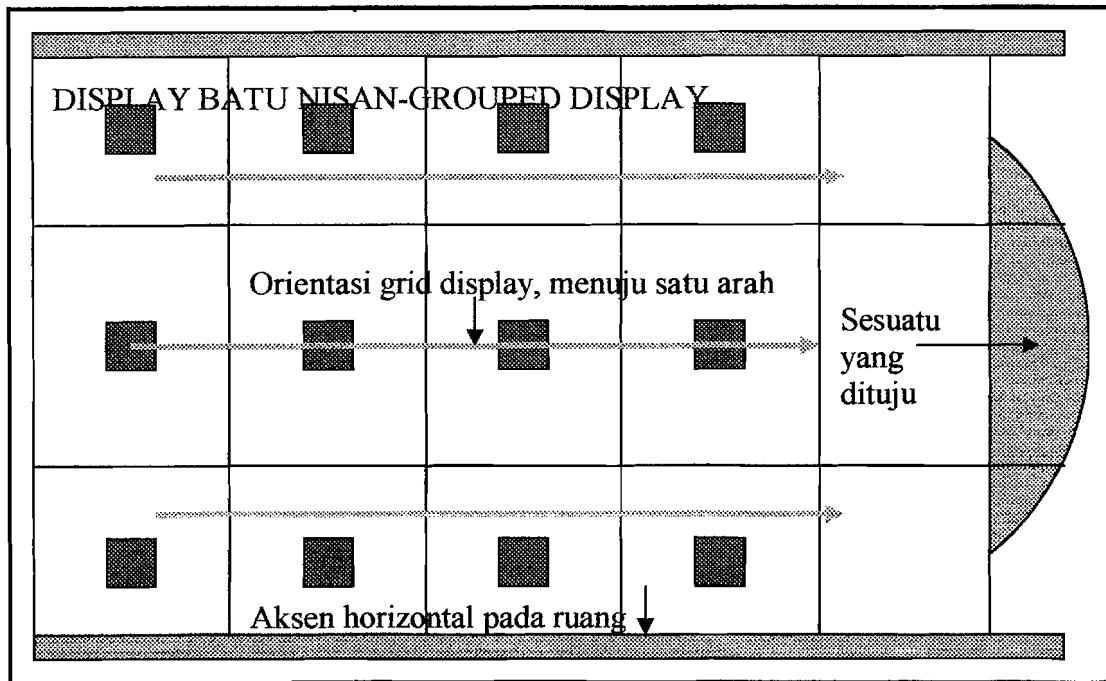 DISPLAY BATU NISAN-GROUPED DISPLAY
Orientasi grid display, menuju satu arah
Sesuatu
yang
dituju
Aksen horizontal pada ruang